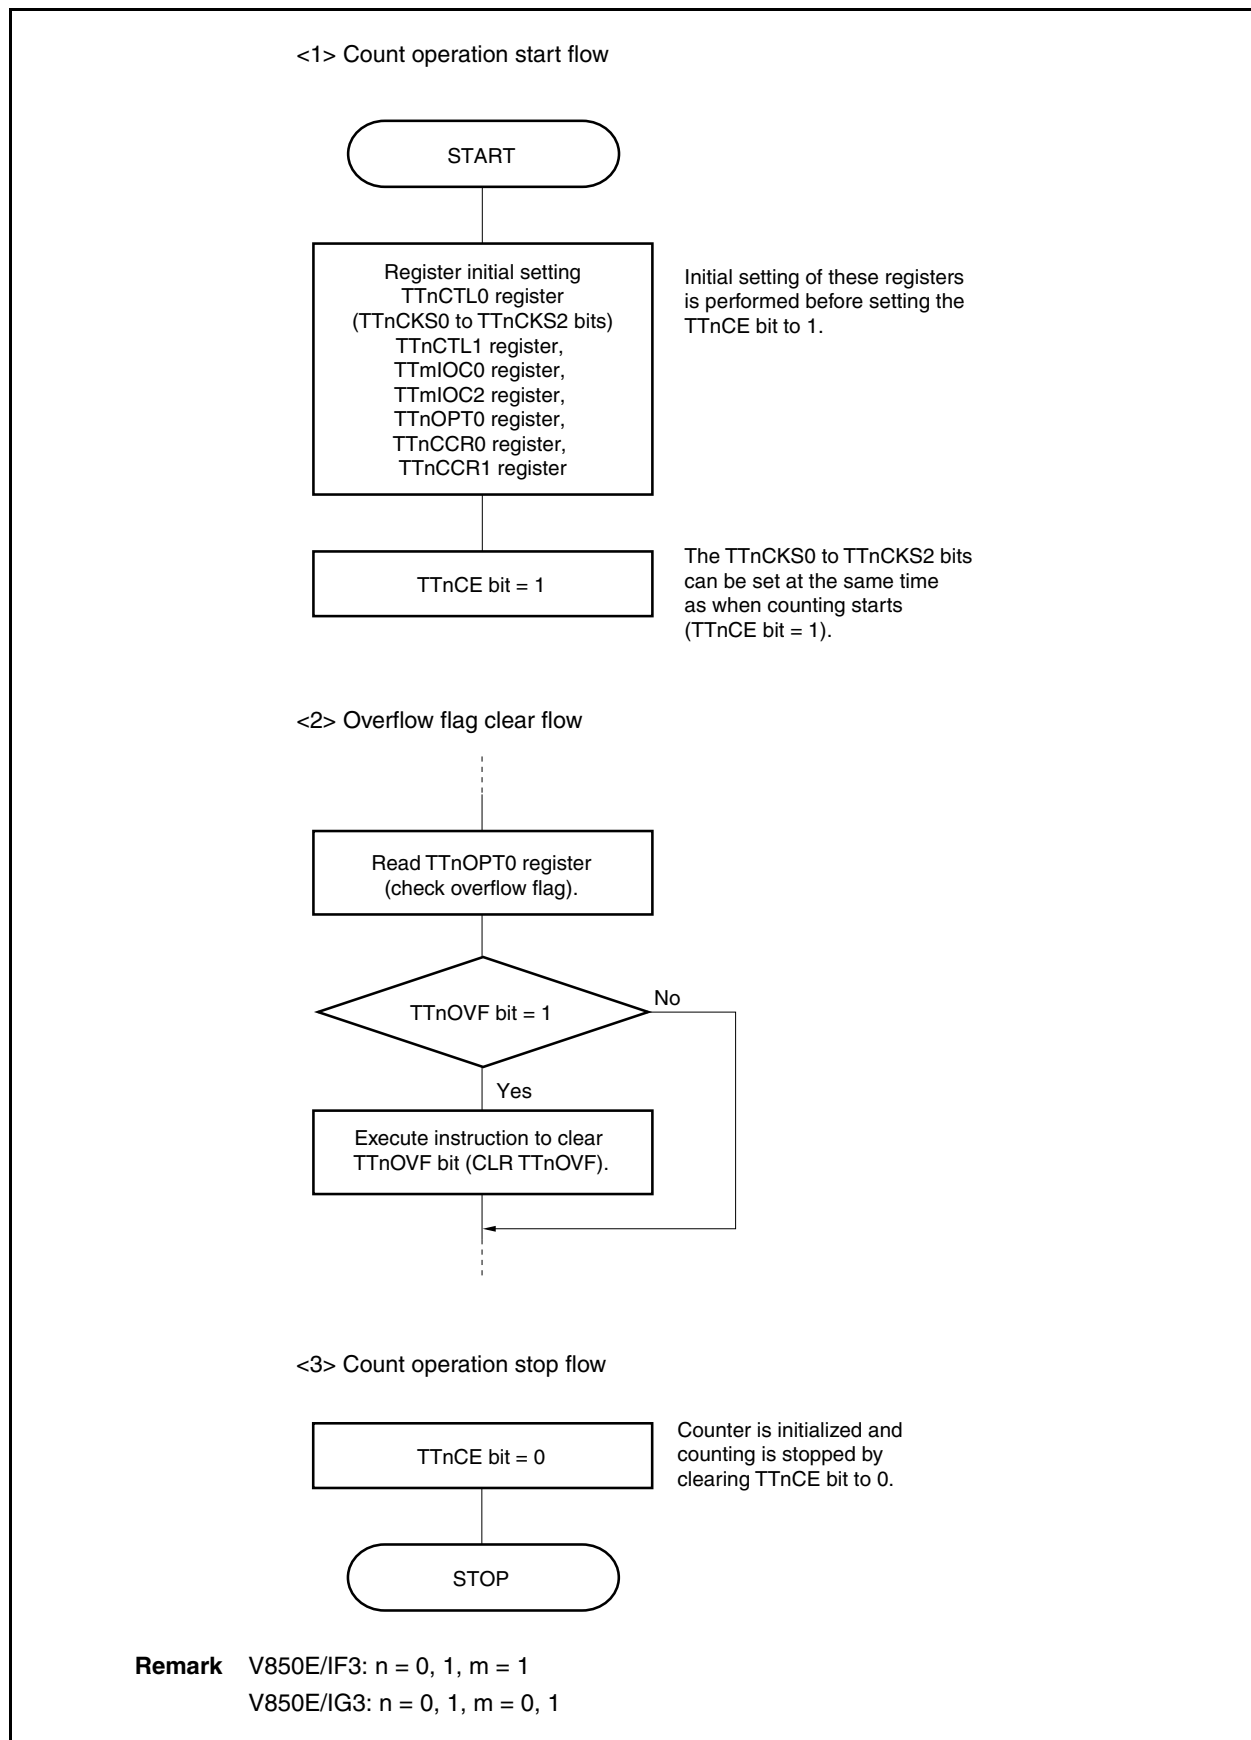 <1> Count operation start flow
START
Register initial setting
TTnCTL0 register
(TTnCKS0 to TTnCKS2 bits)
TTnCTL1 register,
TTmIOC0 register,
TTmIOC2 register,
TTnOPT0 register,
TTnCCR0 register,
TTnCCR1 register
Initial setting of these registers
is performed before setting the
TTnCE bit to 1.
TTnCE bit = 1
The TTnCKS0 to TTnCKS2 bits
can be set at the same time
as when counting starts
(TTnCE bit = 1).
<2> Overflow flag clear flow
Read TTnOPT0 register
(check overflow flag).
TTnOVF bit = 1
No
Yes
Execute instruction to clear
TTnOVF bit (CLR TTnOVF).
<3> Count operation stop flow
TTnCE bit = 0
Counter is initialized and
counting is stopped by
clearing TTnCE bit to 0.
STOP
Remark V850E/IF3: n = 0, 1, m = 1
V850E/IG3: n = 0, 1, m = 0, 1